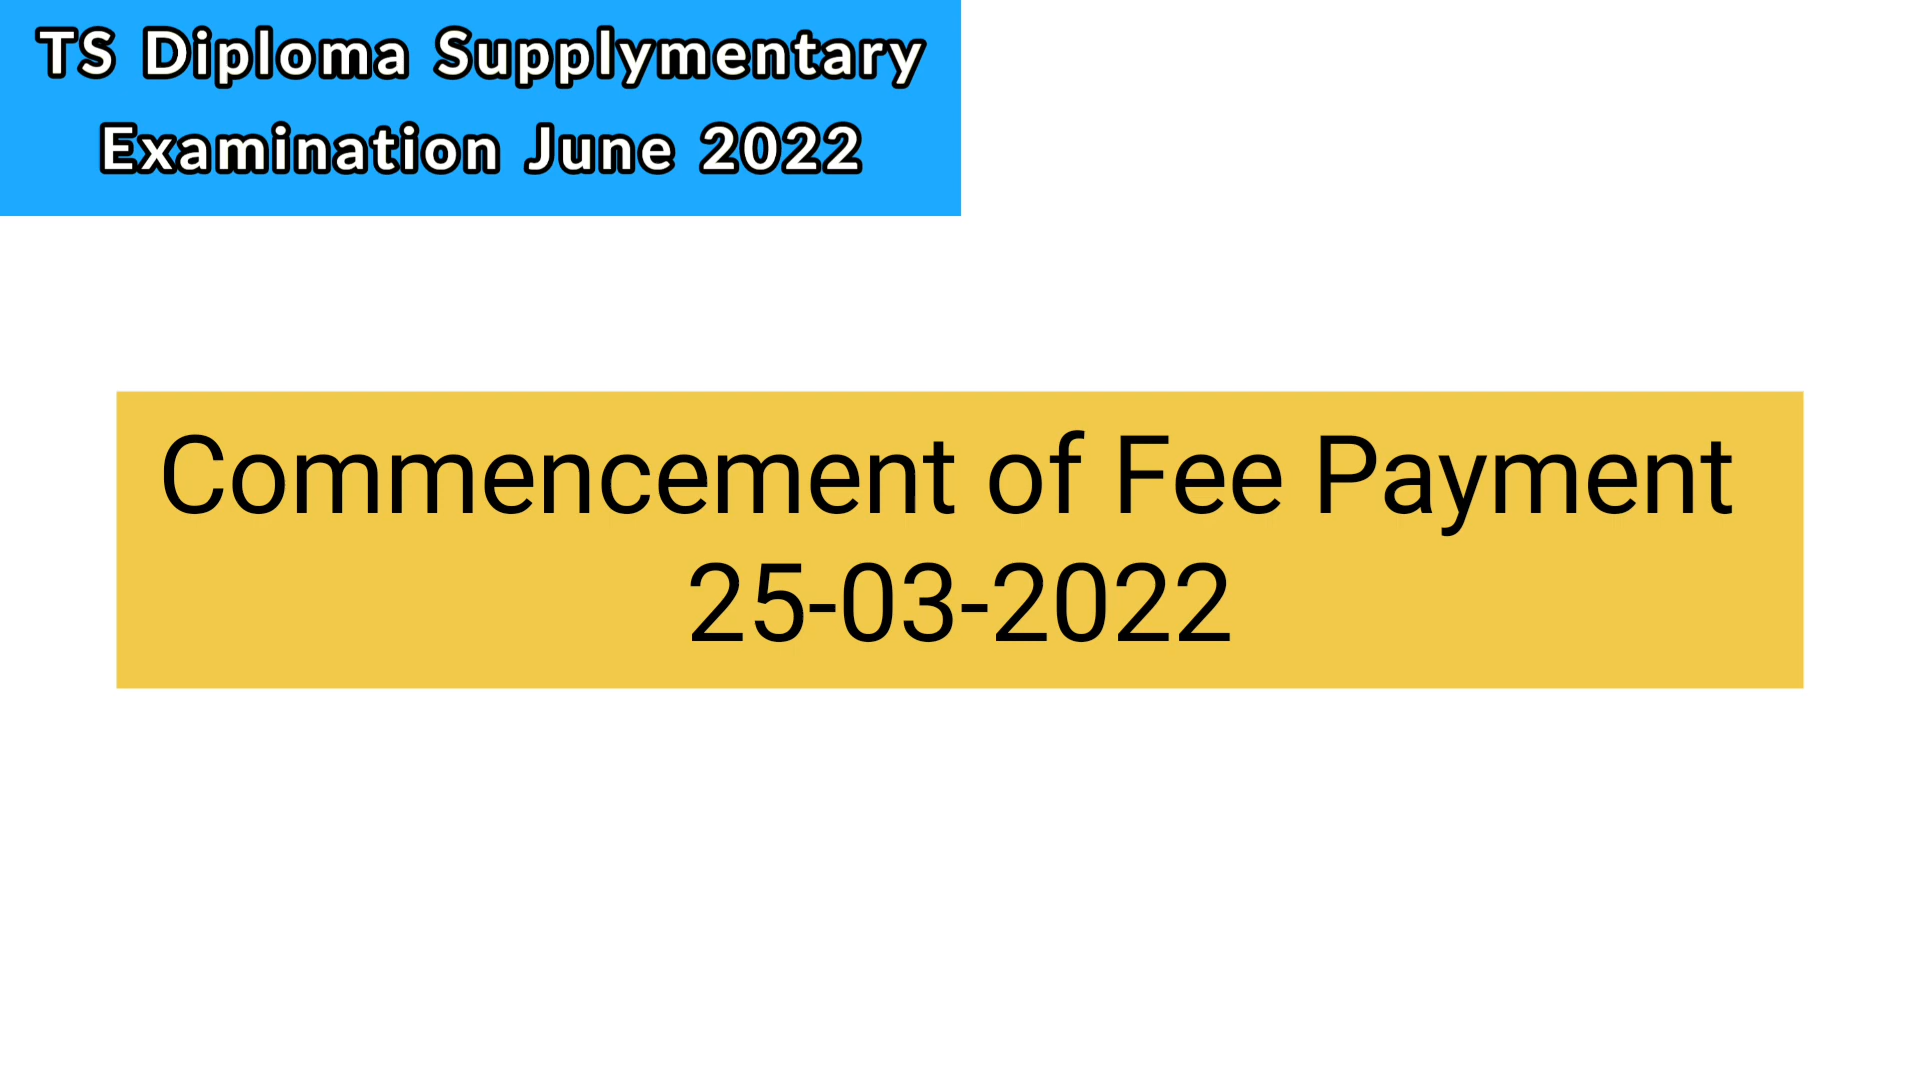 TS Diploma Supplymentary
Examination June 2022
Commencement of Fee Payment
25-03-2022